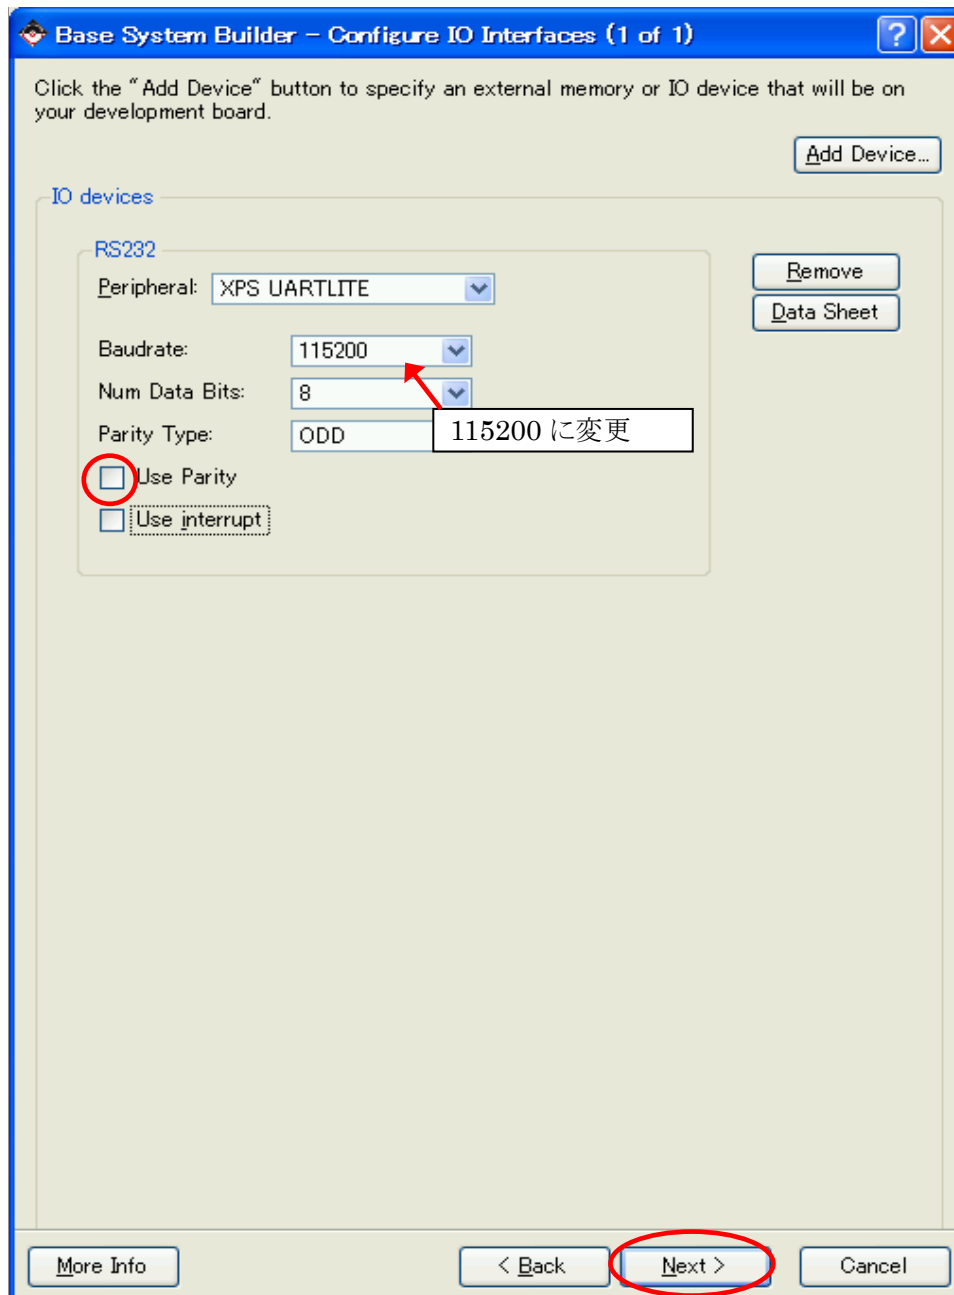 Base System Builder - Configure IO Interfaces (1 of 1)
Click the "Add Device" button to specify an external memory or IO device that will be on
your development board.
Add Device...
IO devices
RS232
Peripheral: XPS UARTLITE
Remove
Data Sheet
Baudrate: 115200
Num Data Bits: 8
Parity Type: ODD
115200 に変更
Use Parity
Use interrupt
More Info
< Back
Next >
Cancel